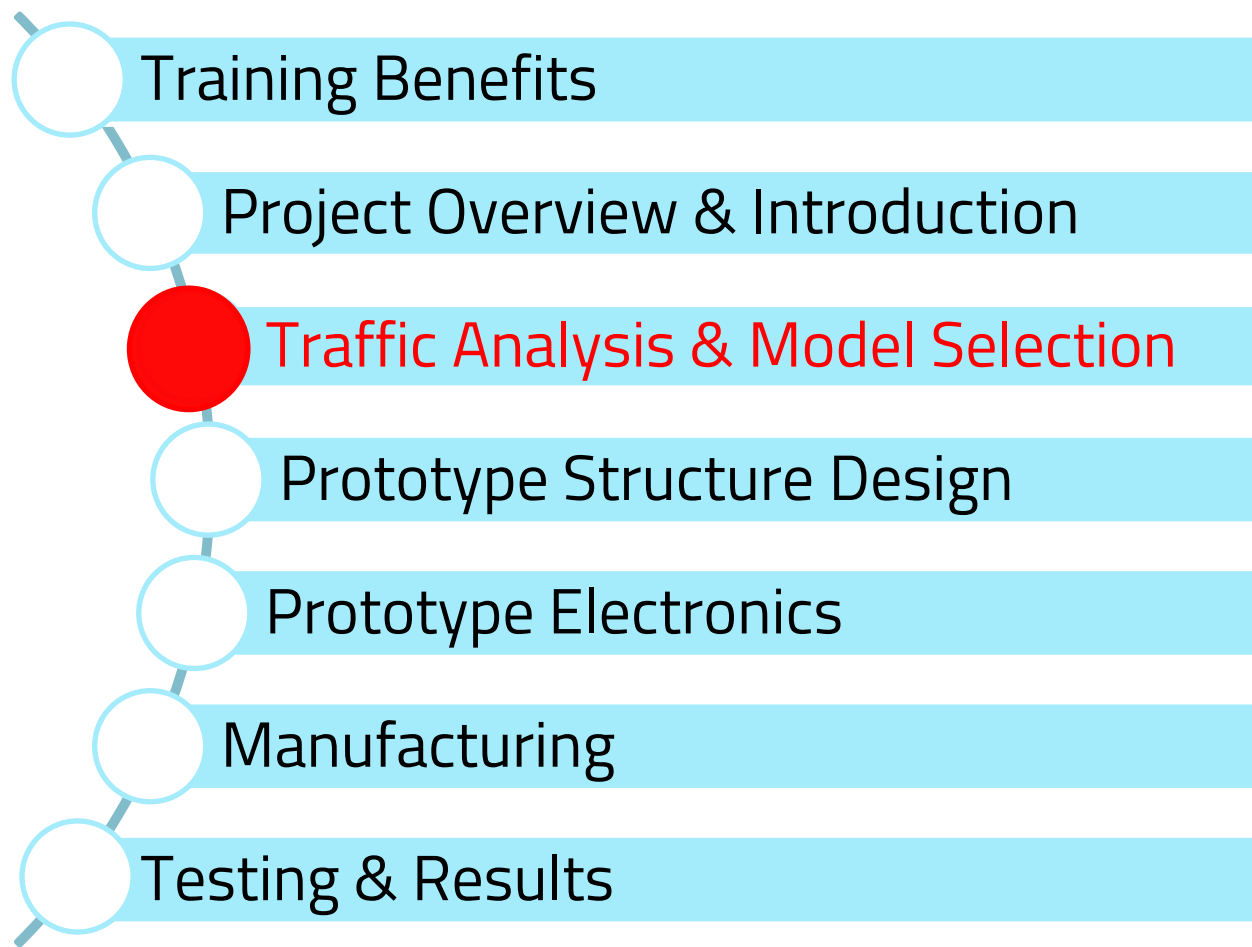 Training Benefits
Project Overview & Introduction
Traffic Analysis & Model Selection
Prototype Structure Design
Prototype Electronics
Manufacturing
Testing & Results